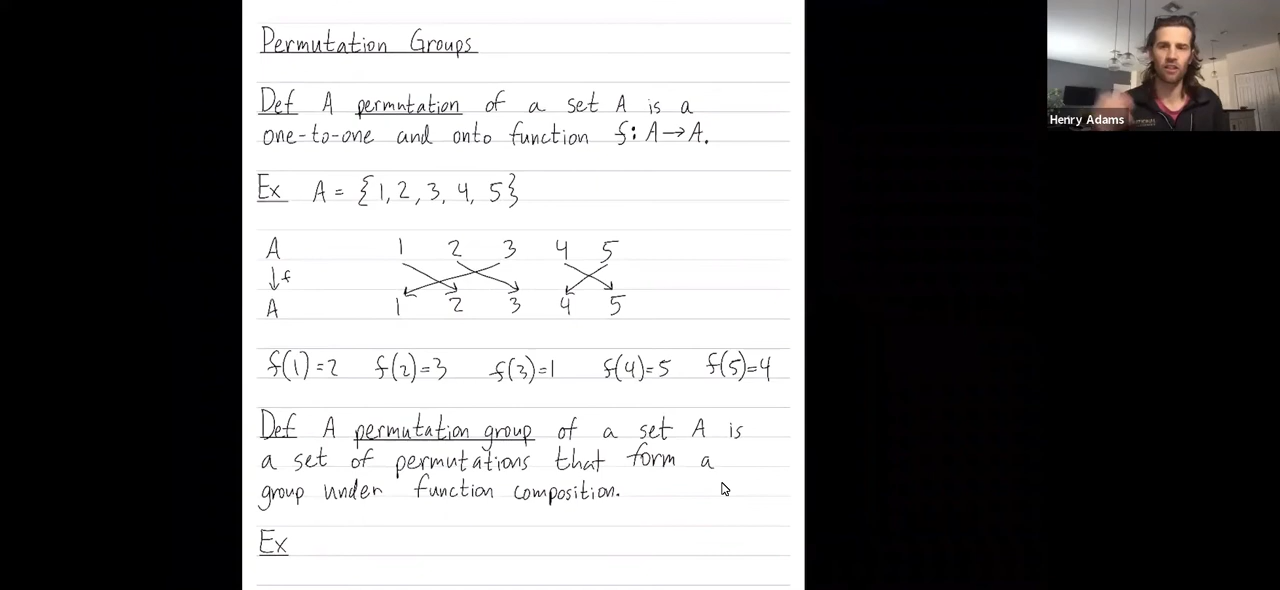 Permutation Groups
Def A permutation of a set A is a
one-to-one and onto function f: A→A.
Ex A = {1, 2, 3, 4, 5}
A 1 2 3 4 5
↓f
A 1 2 3 4 5
f(1)=2 f(2)=3 f(3)=1 f(4)=5 f(5)=4
Def A permutation group of a set A is
a set of permutations that form a
group under function composition.
Ex
Henry Adams